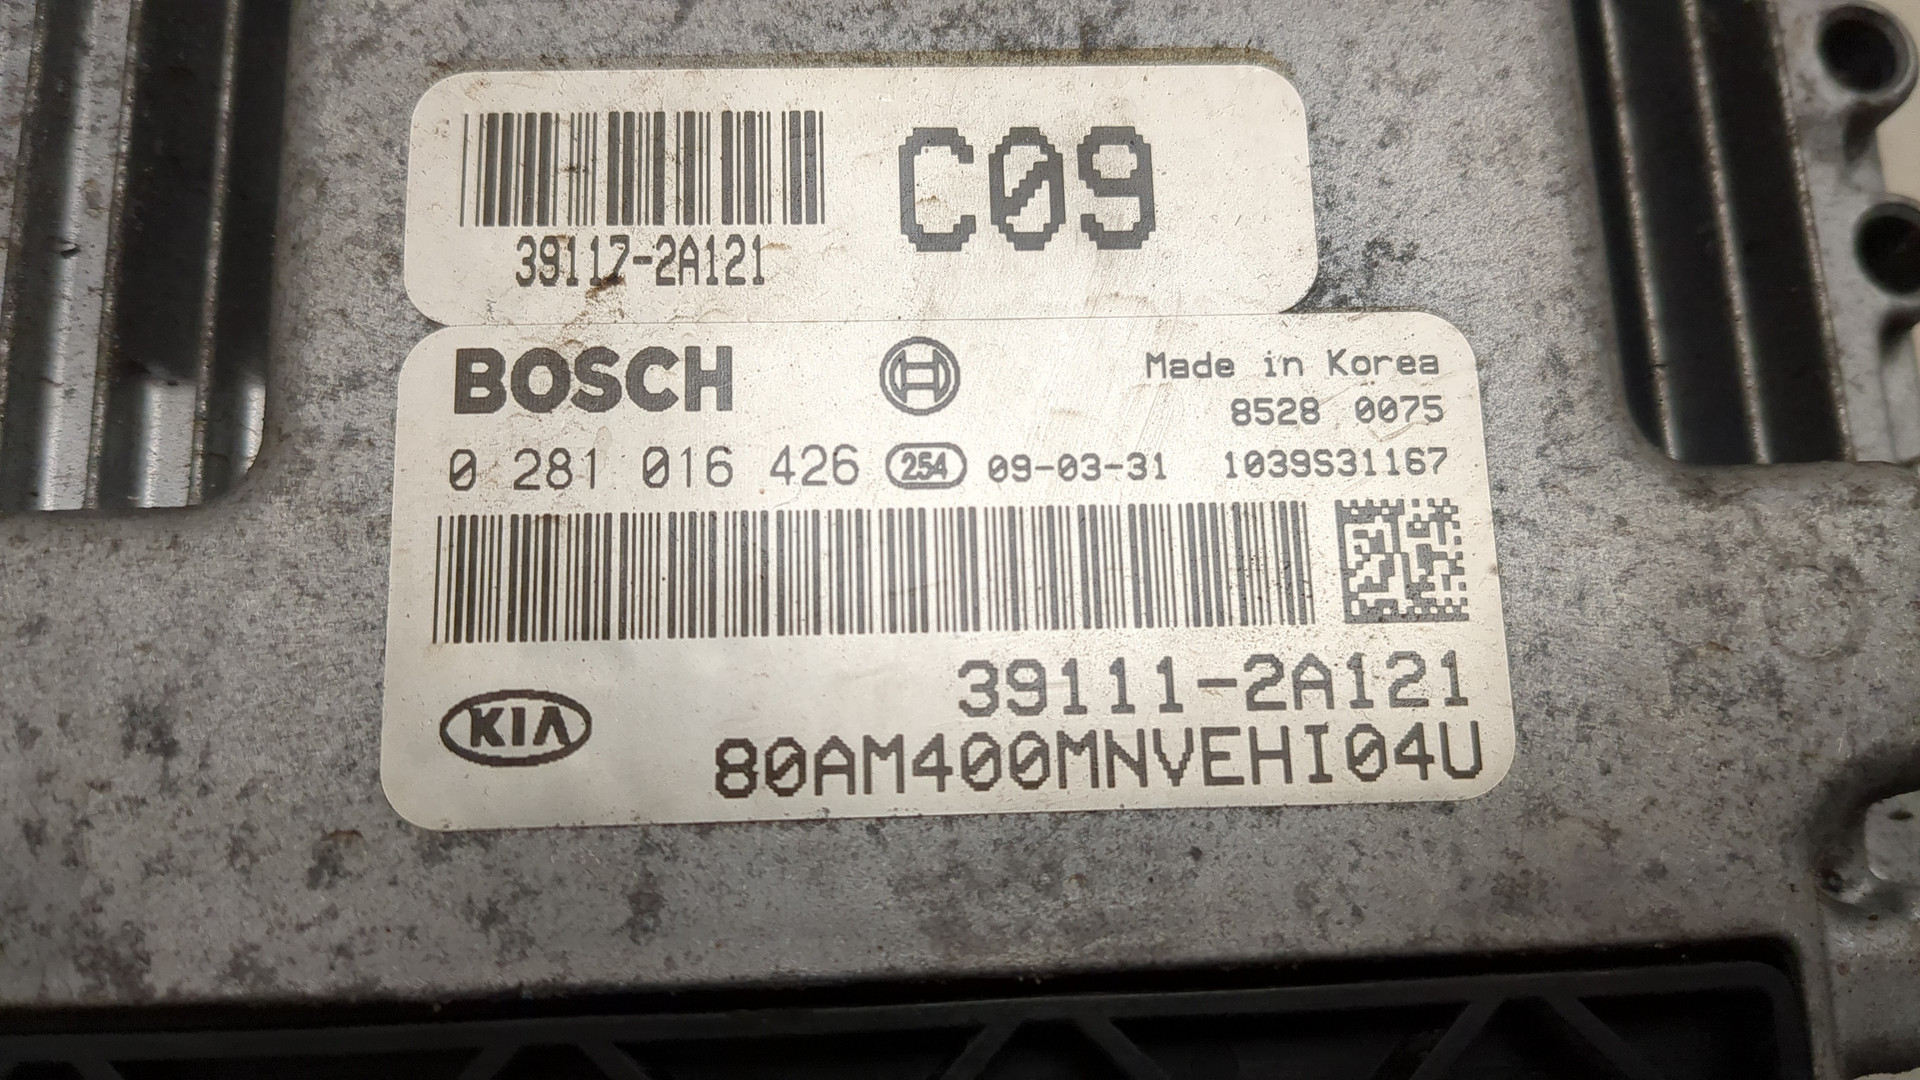 C09
39117-2A121
BOSCH
Made in Korea
8528 0075
0 281 016 426 254 09-03-31 1039S31167
39111-2A121
KIA
80AM400MNVEHI04U